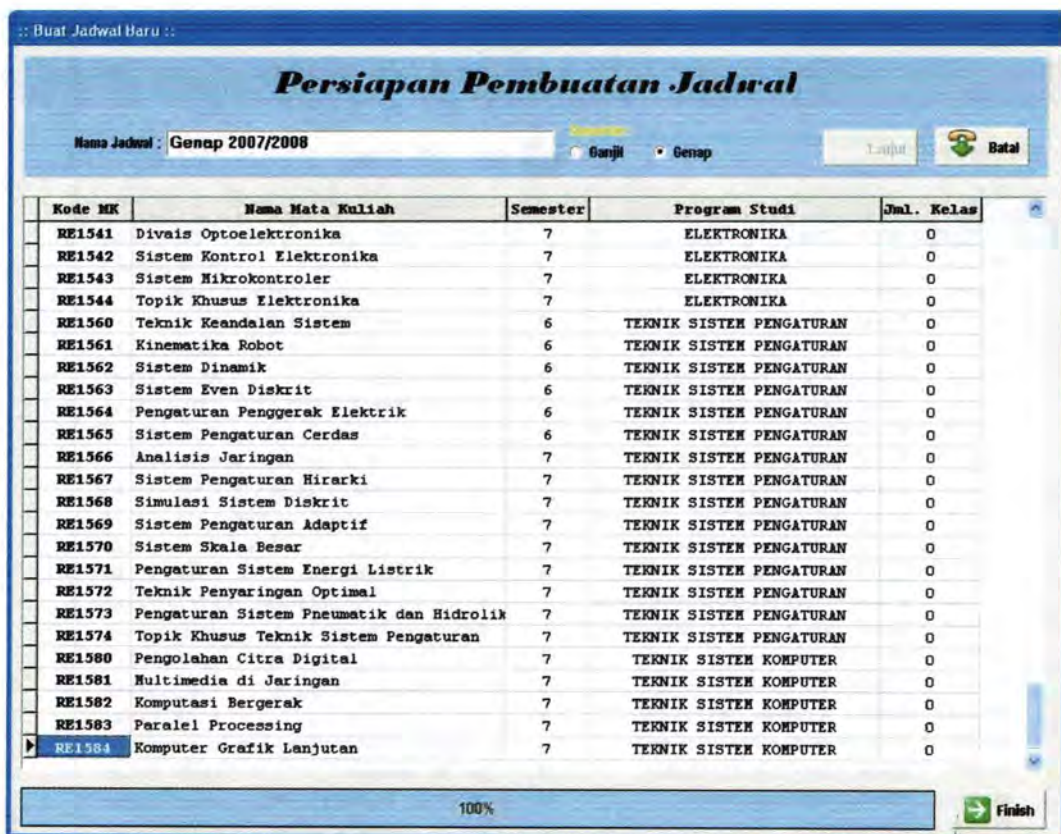 :: Buat Jadwal Baru ::
Persiapan Pembuatan Jadwal
Nama Jadwal : Genap 2007/2008
Ganjil Genap
Lanjut
Batal
Kode MK Nama Mata Kuliah Semester Program Studi Jml. Kelas
RE1541 Divais Optoelektronika 7 ELEKTRONIKA 0
RE1542 Sistem Kontrol Elektronika 7 ELEKTRONIKA 0
RE1543 Sistem Mikrokontroler 7 ELEKTRONIKA 0
RE1544 Topik Khusus Elektronika 7 ELEKTRONIKA 0
RE1560 Teknik Keandalan Sistem 6 TEKNIK SISTEM PENGATURAN 0
RE1561 Kinematika Robot 6 TEKNIK SISTEM PENGATURAN 0
RE1562 Sistem Dinamik 6 TEKNIK SISTEM PENGATURAN 0
RE1563 Sistem Even Diskrit 6 TEKNIK SISTEM PENGATURAN 0
RE1564 Pengaturan Penggerak Elektrik 6 TEKNIK SISTEM PENGATURAN 0
RE1565 Sistem Pengaturan Cerdas 6 TEKNIK SISTEM PENGATURAN 0
RE1566 Analisis Jaringan 7 TEKNIK SISTEM PENGATURAN 0
RE1567 Sistem Pengaturan Hirarki 7 TEKNIK SISTEM PENGATURAN 0
RE1568 Simulasi Sistem Diskrit 7 TEKNIK SISTEM PENGATURAN 0
RE1569 Sistem Pengaturan Adaptif 7 TEKNIK SISTEM PENGATURAN 0
RE1570 Sistem Skala Besar 7 TEKNIK SISTEM PENGATURAN 0
RE1571 Pengaturan Sistem Energi Listrik 7 TEKNIK SISTEM PENGATURAN 0
RE1572 Teknik Penyaringan Optimal 7 TEKNIK SISTEM PENGATURAN 0
RE1573 Pengaturan Sistem Pneumatik dan Hidrolik 7 TEKNIK SISTEM PENGATURAN 0
RE1574 Topik Khusus Teknik Sistem Pengaturan 7 TEKNIK SISTEM PENGATURAN 0
RE1580 Pengolahan Citra Digital 7 TEKNIK SISTEM KOMPUTER 0
RE1581 Multimedia di Jaringan 7 TEKNIK SISTEM KOMPUTER 0
RE1582 Komputasi Bergerak 7 TEKNIK SISTEM KOMPUTER 0
RE1583 Paralel Processing 7 TEKNIK SISTEM KOMPUTER 0
RE1584 Komputer Grafik Lanjutan 7 TEKNIK SISTEM KOMPUTER 0
100%
Finish